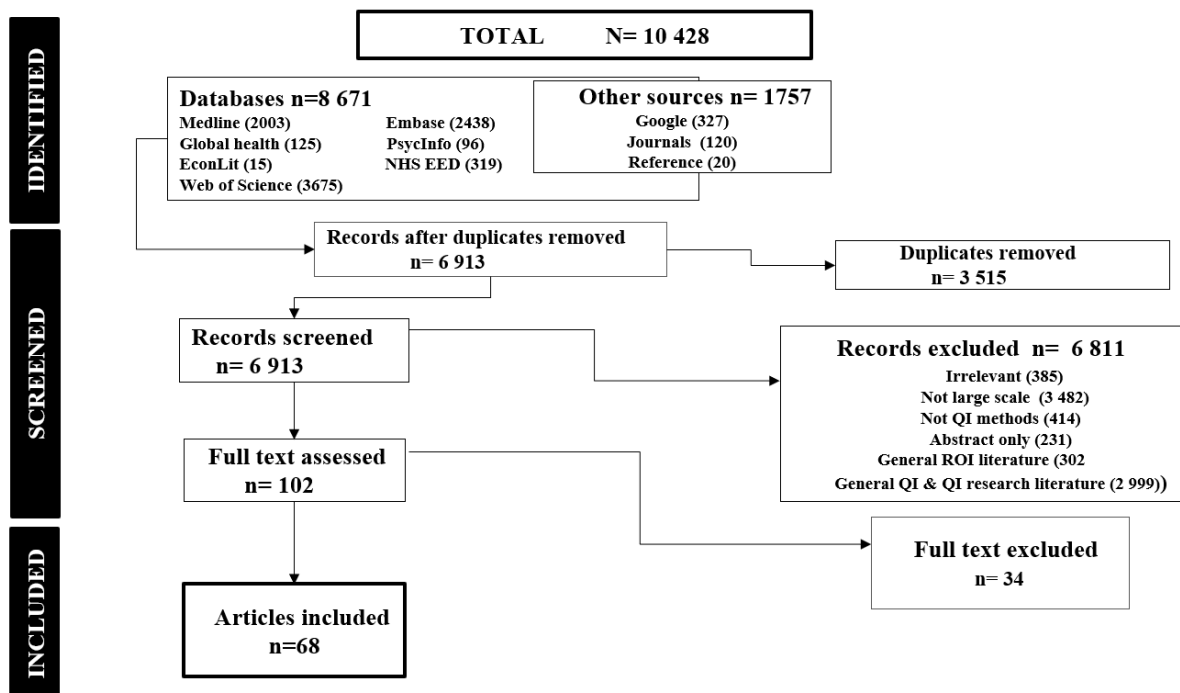 TOTAL N= 10 428
IDENTIFIED
Databases n=8 671
Medline (2003) Embase (2438)
Global health (125) PsycInfo (96)
EconLit (15) NHS EED (319)
Web of Science (3675)
Other sources n= 1757
Google (327)
Journals (120)
Reference (20)
SCREENED
Records after duplicates removed
n= 6 913
Duplicates removed
n= 3 515
Records screened
n= 6 913
Records excluded n= 6 811
Irrelevant (385)
Not large scale (3 482)
Not QI methods (414)
Abstract only (231)
General ROI literature (302
General QI & QI research literature (2 999))
Full text assessed
n= 102
Full text excluded
n= 34
INCLUDED
Articles included
n=68